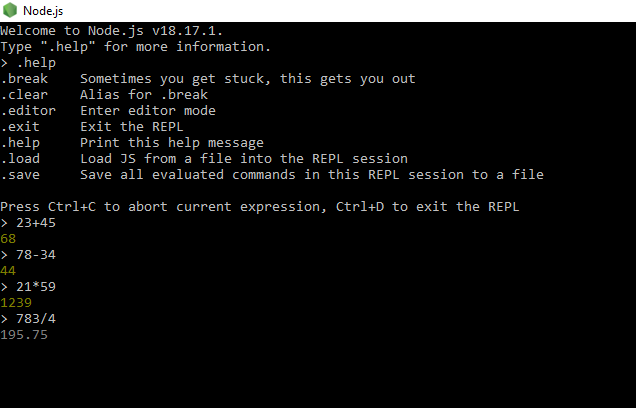 Node.js
Welcome to Node.js v18.17.1.
Type ".help" for more information.
> .help
.break    Sometimes you get stuck, this gets you out
.clear    Alias for .break
.editor   Enter editor mode
.exit     Exit the REPL
.help     Print this help message
.load     Load JS from a file into the REPL session
.save     Save all evaluated commands in this REPL session to a file

Press Ctrl+C to abort current expression, Ctrl+D to exit the REPL
> 23+45
68
> 78-34
44
> 21*59
1239
> 783/4
195.75